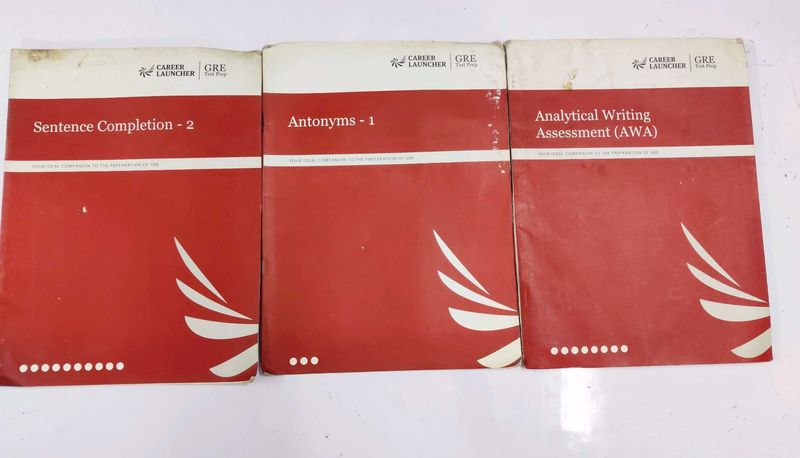 CAREER
LAUNCHER
GRE
Test Prep
Sentence Completion - 2
YOUR IDEAL COMPANION TO THE PREPARATION OF GRE
CAREER
LAUNCHER
GRE
Test Prep
Antonyms - 1
YOUR IDEAL COMPANION TO THE PREPARATION OF GRE
CAREER
LAUNCHER
GRE
Test Prep
Analytical Writing
Assessment (AWA)
YOUR IDEAL COMPANION TO THE PREPARATION OF GRE